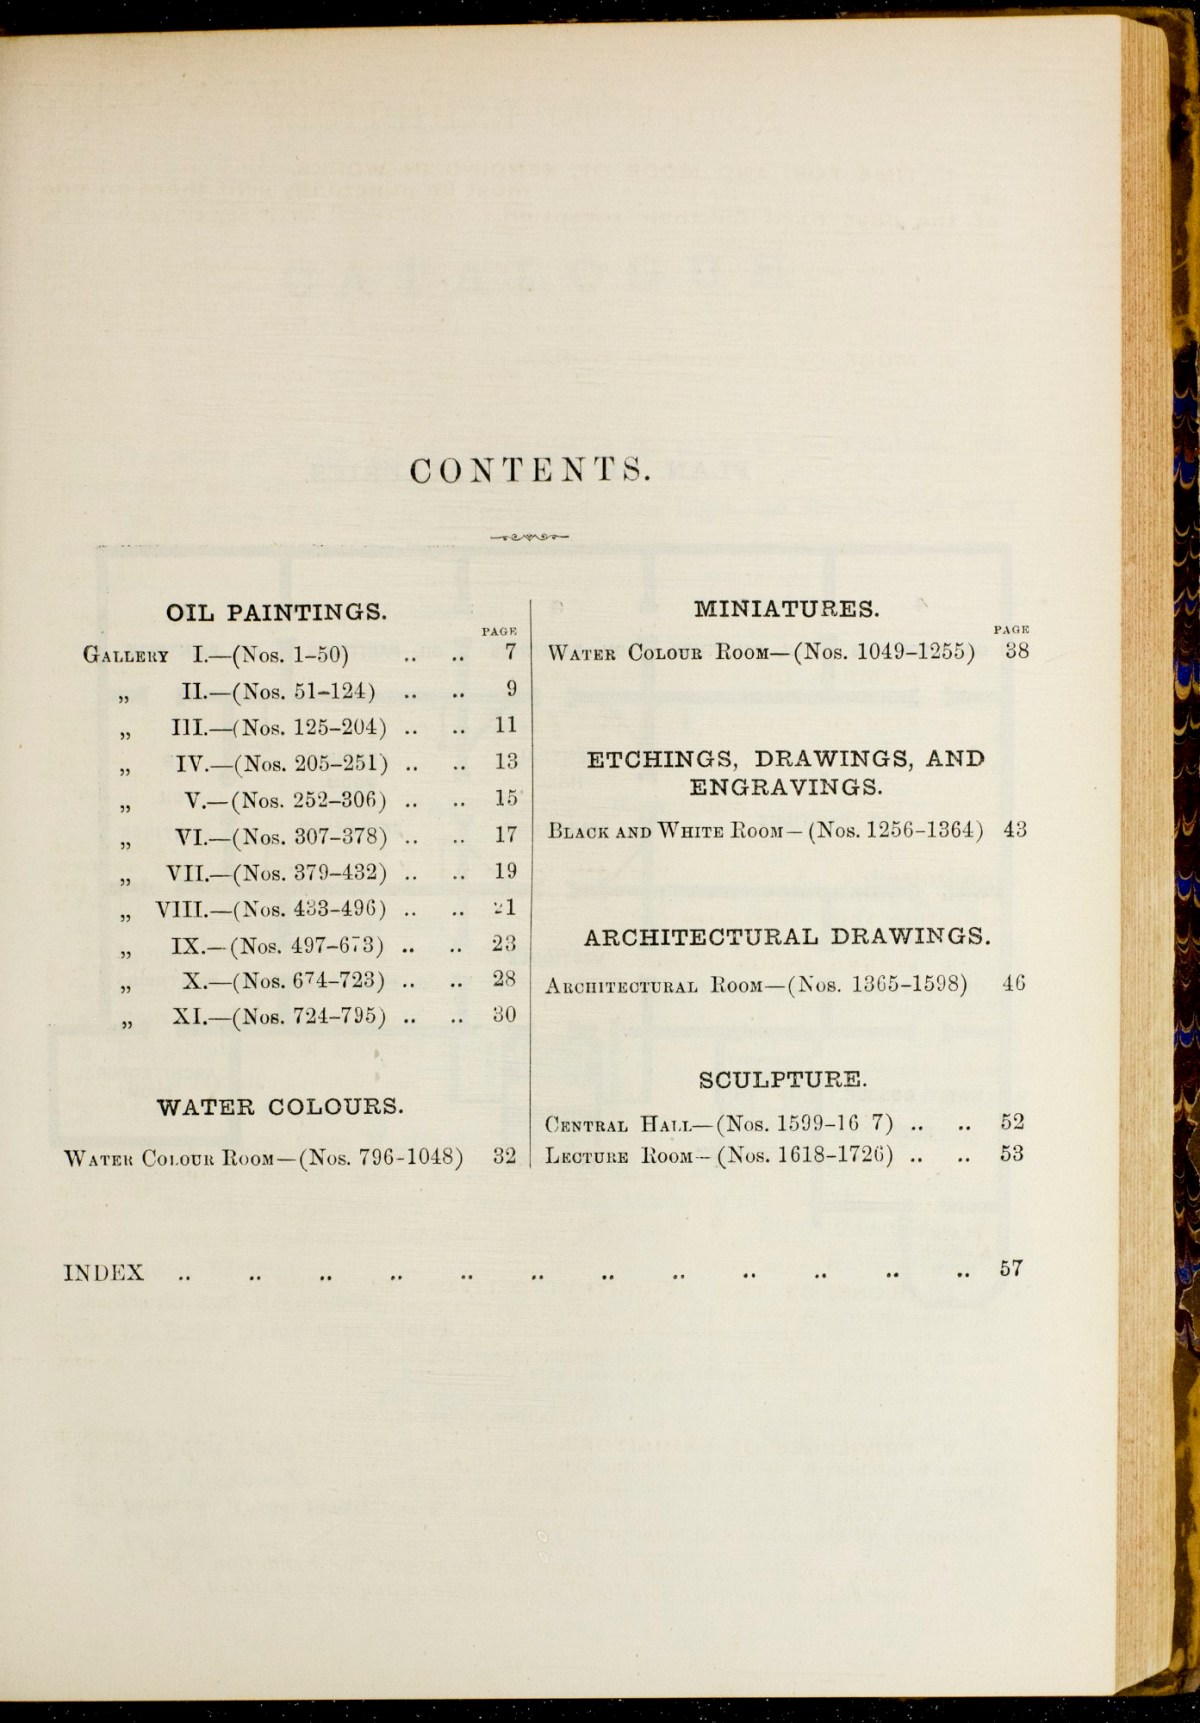 CONTENTS.
OIL PAINTINGS.
PAGE
GALLERY I.—(Nos. 1–50) .. .. 7
„ II.—(Nos. 51–124) .. .. 9
„ III.—(Nos. 125–204) .. .. 11
„ IV.—(Nos. 205–251) .. .. 13
„ V.—(Nos. 252–306) .. .. 15
„ VI.—(Nos. 307–378) .. .. 17
„ VII.—(Nos. 379–432) .. .. 19
„ VIII.—(Nos. 433–496) .. .. 21
„ IX.—(Nos. 497–673) .. .. 23
„ X.—(Nos. 674–723) .. .. 28
„ XI.—(Nos. 724–795) .. .. 30
WATER COLOURS.
WATER COLOUR ROOM—(Nos. 796–1048) 32
MINIATURES.
PAGE
WATER COLOUR ROOM—(Nos. 1049–1255) 38
ETCHINGS, DRAWINGS, AND
ENGRAVINGS.
BLACK AND WHITE ROOM—(Nos. 1256–1364) 43
ARCHITECTURAL DRAWINGS.
ARCHITECTURAL ROOM—(Nos. 1365–1598) 46
SCULPTURE.
CENTRAL HALL—(Nos. 1599–16 7) .. .. 52
LECTURE ROOM—(Nos. 1618–1726) .. .. 53
INDEX .. .. .. .. .. .. .. .. .. .. .. .. 57